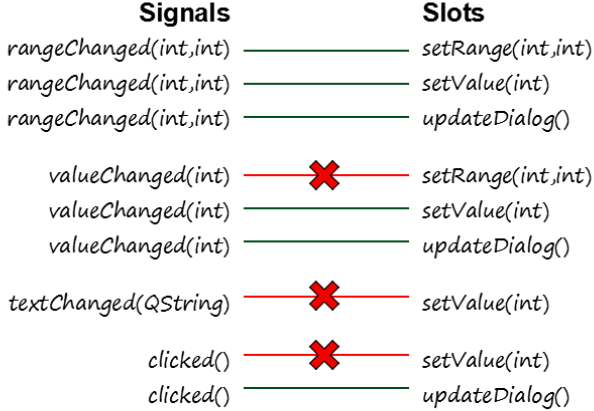 Signals Slots
rangeChanged(int,int) setRange(int,int)
rangeChanged(int,int) setValue(int)
rangeChanged(int,int) updateDialog()
valueChanged(int) setRange(int,int)
valueChanged(int) setValue(int)
valueChanged(int) updateDialog()
textChanged(QString) setValue(int)
clicked() setValue(int)
clicked() updateDialog()